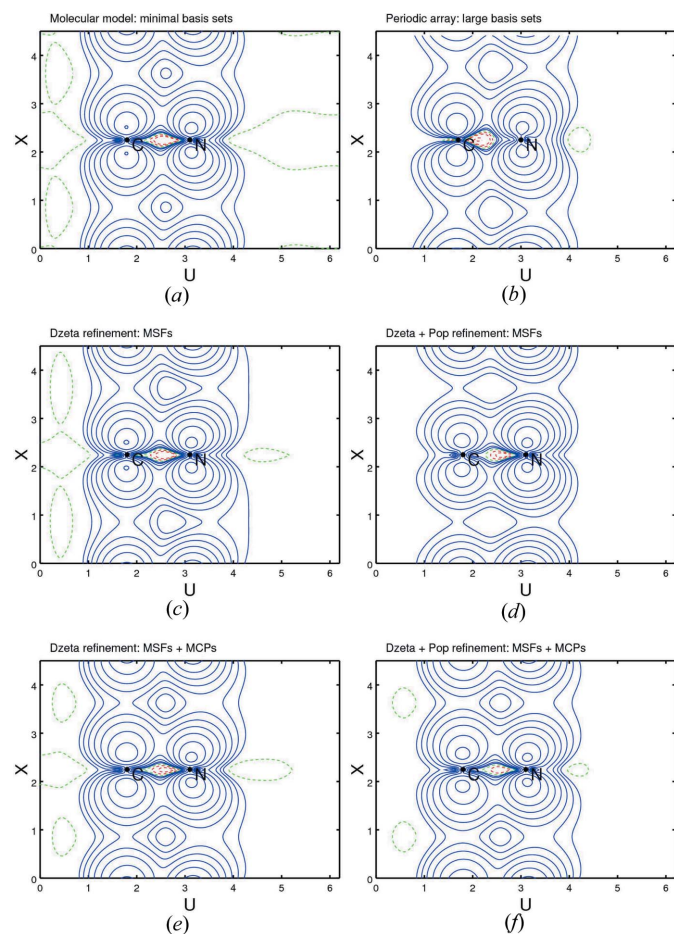 Molecular model: minimal basis sets
4
3
2
1
0
X
C N
0 1 2 3 4 5 6
U
(a)
Periodic array: large basis sets
4
3
2
1
0
X
C N
0 1 2 3 4 5 6
U
(b)
Dzeta refinement: MSFs
4
3
2
1
0
X
C N
0 1 2 3 4 5 6
U
(c)
Dzeta + Pop refinement: MSFs
4
3
2
1
0
X
C N
0 1 2 3 4 5 6
U
(d)
Dzeta refinement: MSFs + MCPs
4
3
2
1
0
X
C N
0 1 2 3 4 5 6
U
(e)
Dzeta + Pop refinement: MSFs + MCPs
4
3
2
1
0
X
C N
0 1 2 3 4 5 6
U
(f)